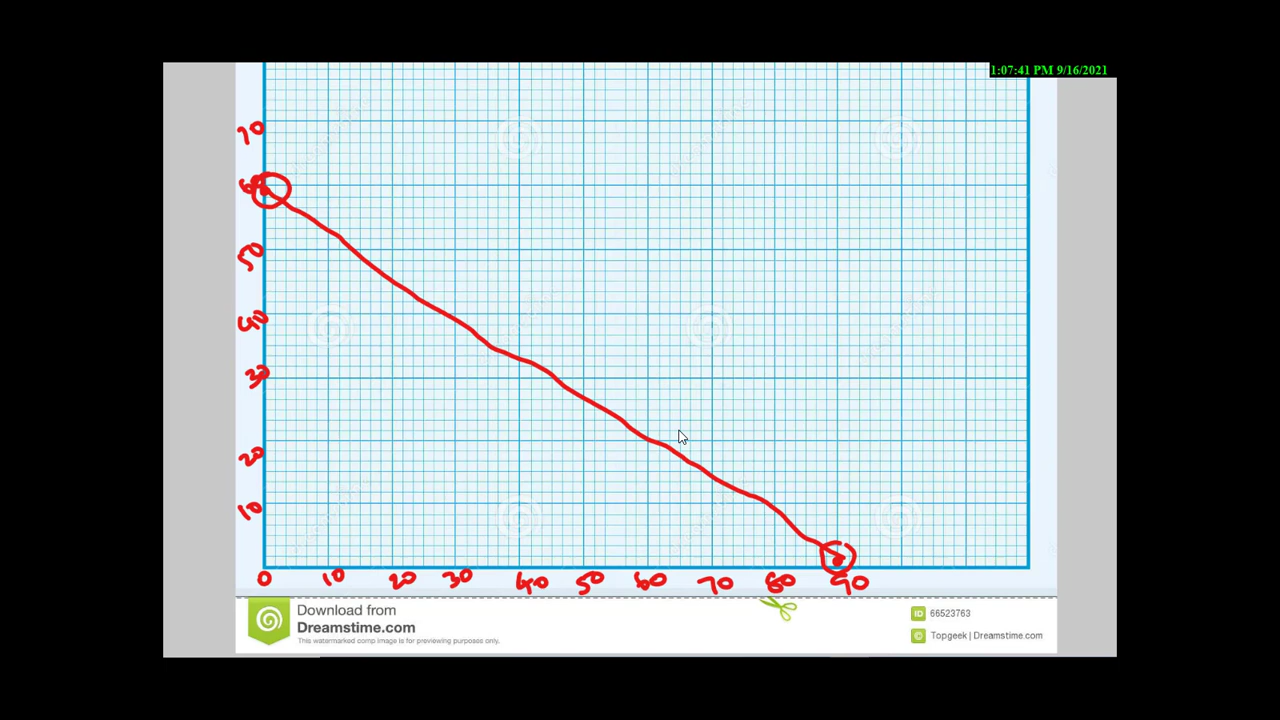 1:07:41 PM 9/16/2021
70
60
50
40
30
20
10
0 10 20 30 40 50 60 70 80 90
Download from
Dreamstime.com
This watermarked comp image is for previewing purposes only.
ID 66523763
© Topgeek | Dreamstime.com